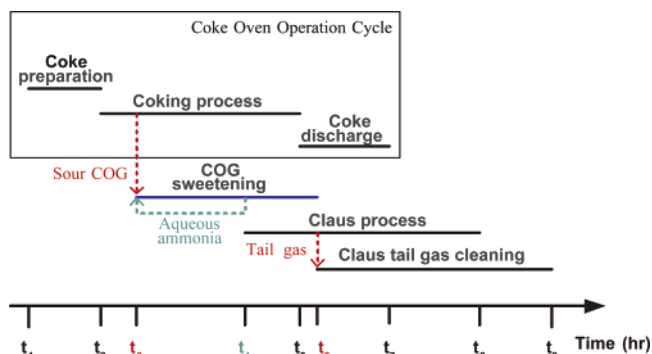 Coke Oven Operation Cycle
Coke
preparation
Coking process
Coke
discharge
Sour COG
COG
sweetening
Aqueous
ammonia
Claus process
Tail gas
Claus tail gas cleaning
Time (hr)